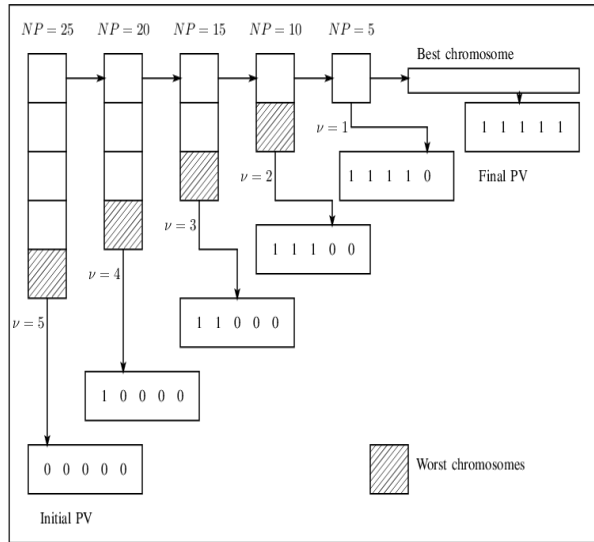 NP = 25 NP = 20 NP = 15 NP = 10 NP = 5
Best chromosome
ν = 1
1 1 1 1 1
ν = 2
1 1 1 1 0
Final PV
ν = 3
1 1 1 0 0
ν = 4
ν = 5
1 1 0 0 0
1 0 0 0 0
0 0 0 0 0
Worst chromosomes
Initial PV